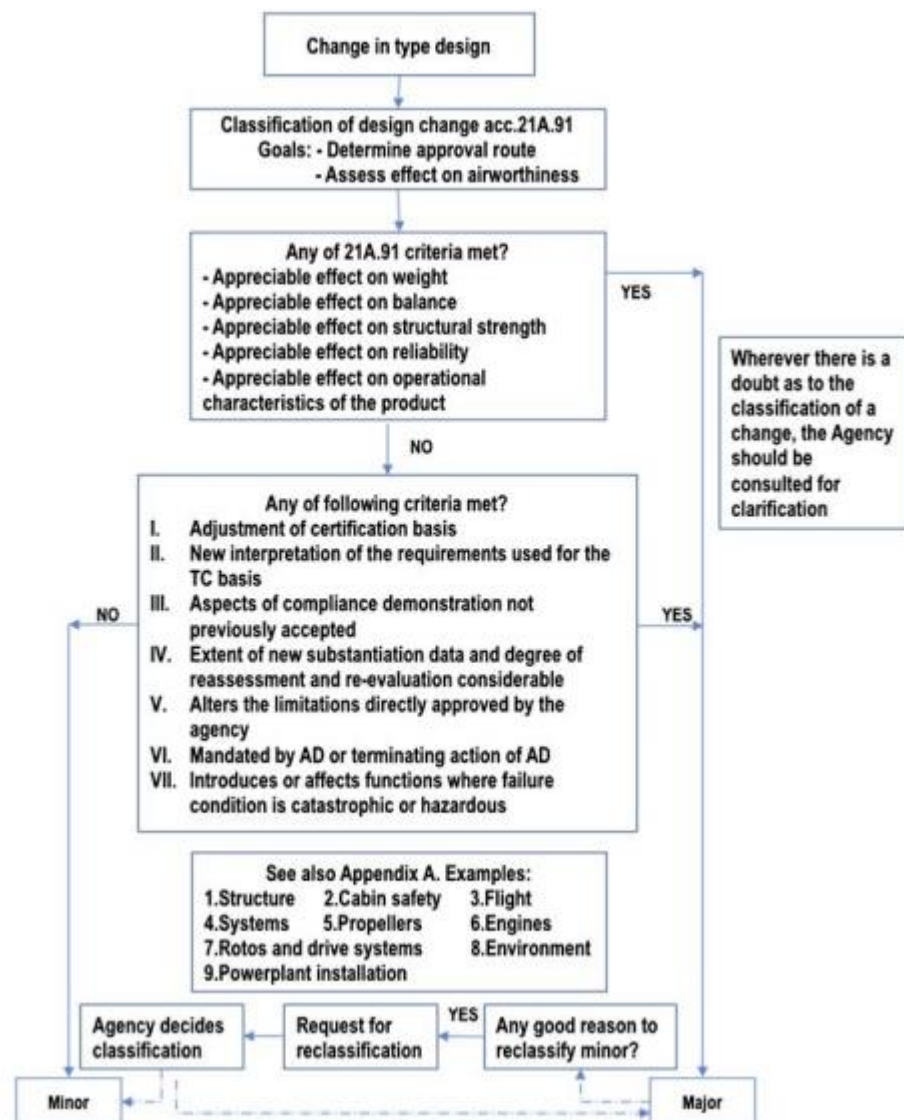 Change in type design
Classification of design change acc.21A.91
Goals: - Determine approval route
- Assess effect on airworthiness
Any of 21A.91 criteria met?
- Appreciable effect on weight
- Appreciable effect on balance
- Appreciable effect on structural strength
- Appreciable effect on reliability
- Appreciable effect on operational
characteristics of the product
YES
NO
Wherever there is a
doubt as to the
classification of a
change, the Agency
should be
consulted for
clarification
Any of following criteria met?
I. Adjustment of certification basis
II. New interpretation of the requirements used for the
TC basis
III. Aspects of compliance demonstration not
previously accepted
IV. Extent of new substantiation data and degree of
reassessment and re-evaluation considerable
V. Alters the limitations directly approved by the
agency
VI. Mandated by AD or terminating action of AD
VII. Introduces or affects functions where failure
condition is catastrophic or hazardous
NO
YES
See also Appendix A. Examples:
1.Structure 2.Cabin safety 3.Flight
4.Systems 5.Propellers 6.Engines
7.Rotos and drive systems 8.Environment
9.Powerplant installation
Agency decides
classification
Request for
reclassification
YES
Any good reason to
reclassify minor?
Minor
Major